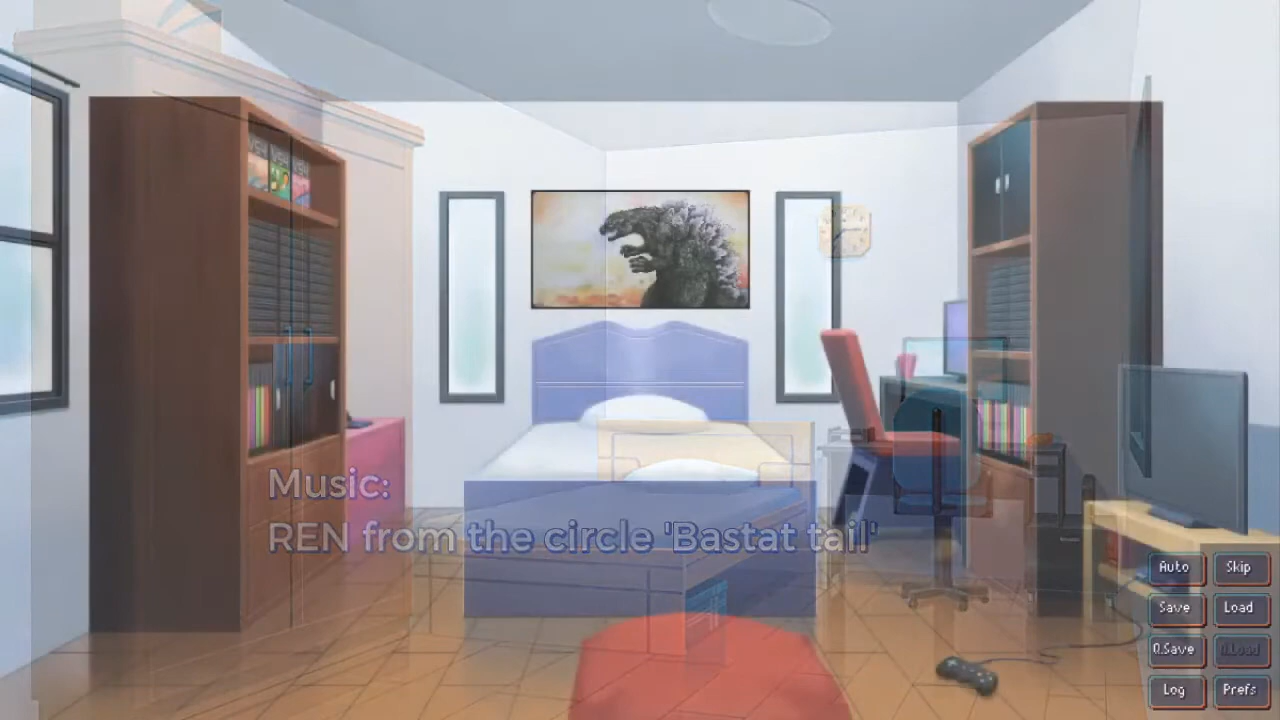 Music:
REN from the circle 'Bastat tail'
Auto
Skip
Save
Load
Q.Save
Q.Load
Log
Prefs